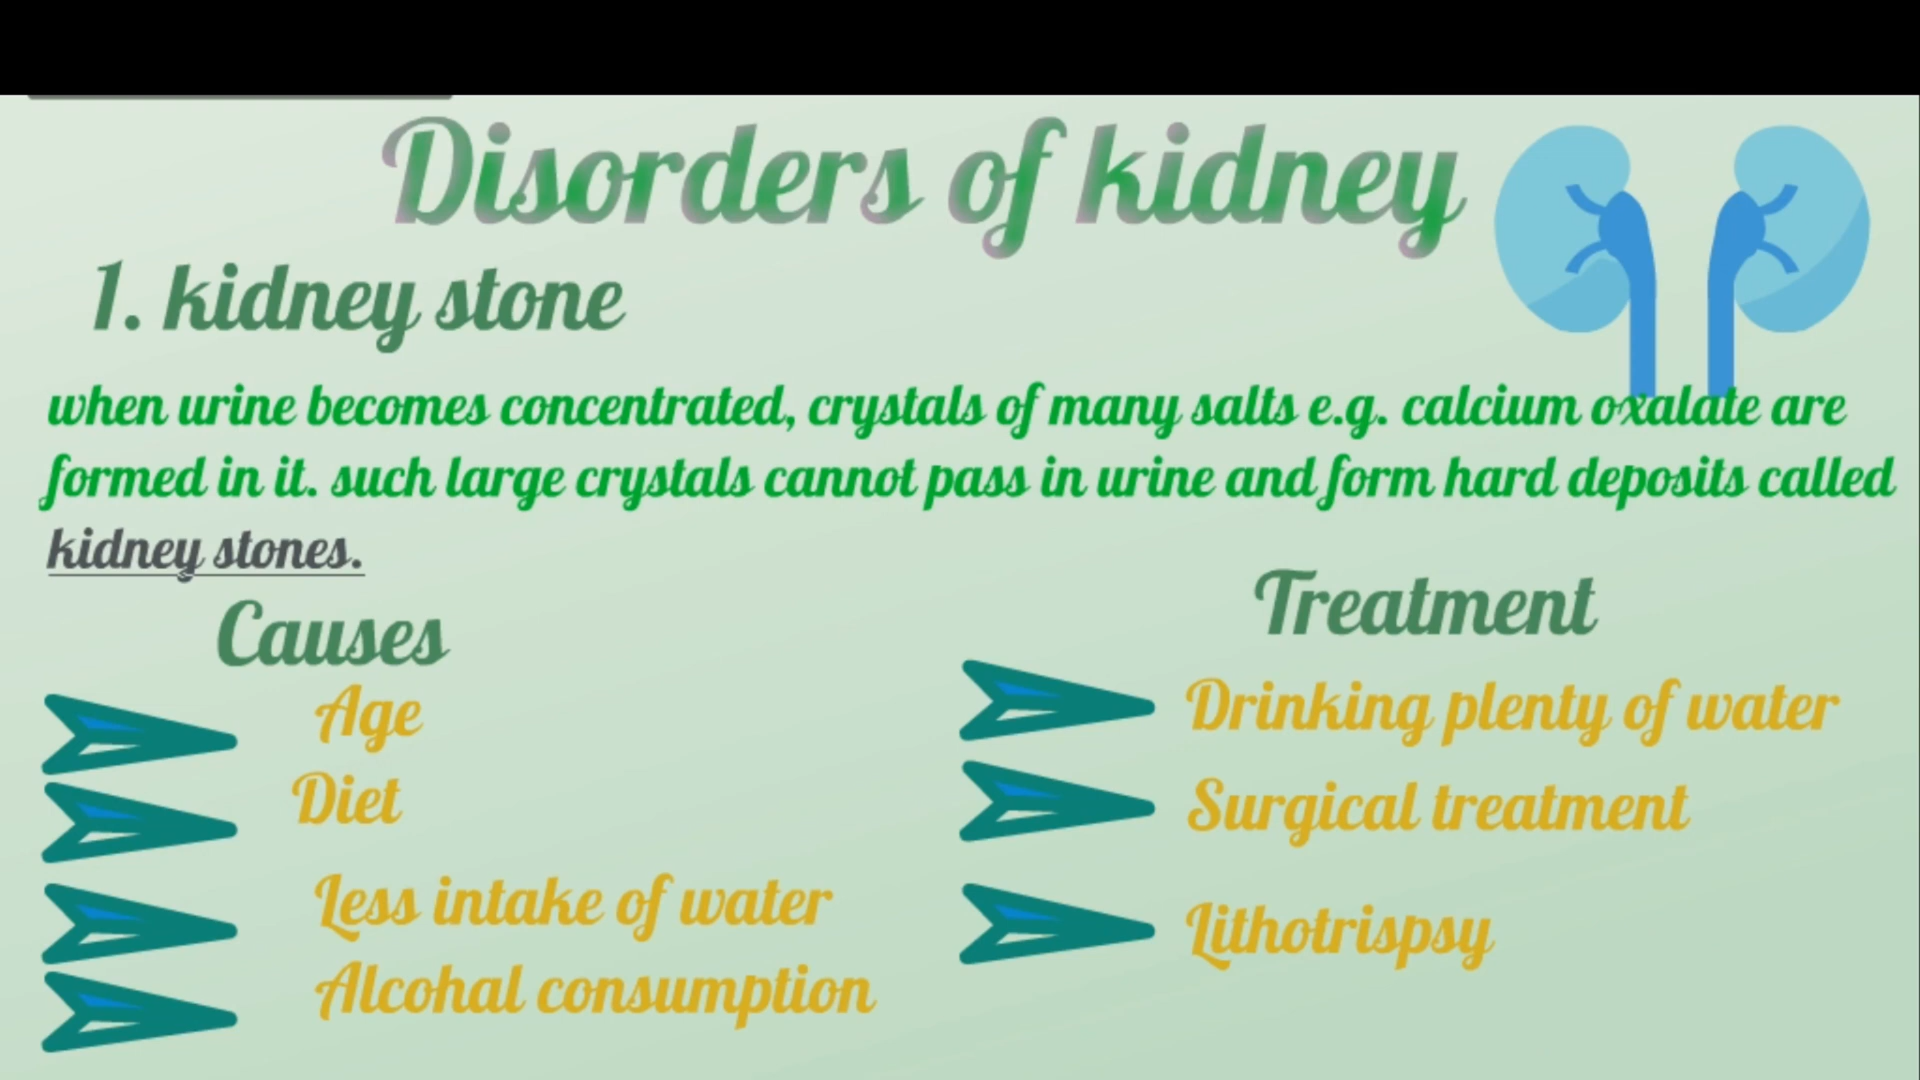 Disorders of kidney
1. kidney stone
when urine becomes concentrated, crystals of many salts e.g. calcium oxalate are
formed in it. such large crystals cannot pass in urine and form hard deposits called
kidney stones.
Causes
Age
Diet
Less intake of water
Alcohal consumption
Treatment
Drinking plenty of water
Surgical treatment
Lithotrispsy